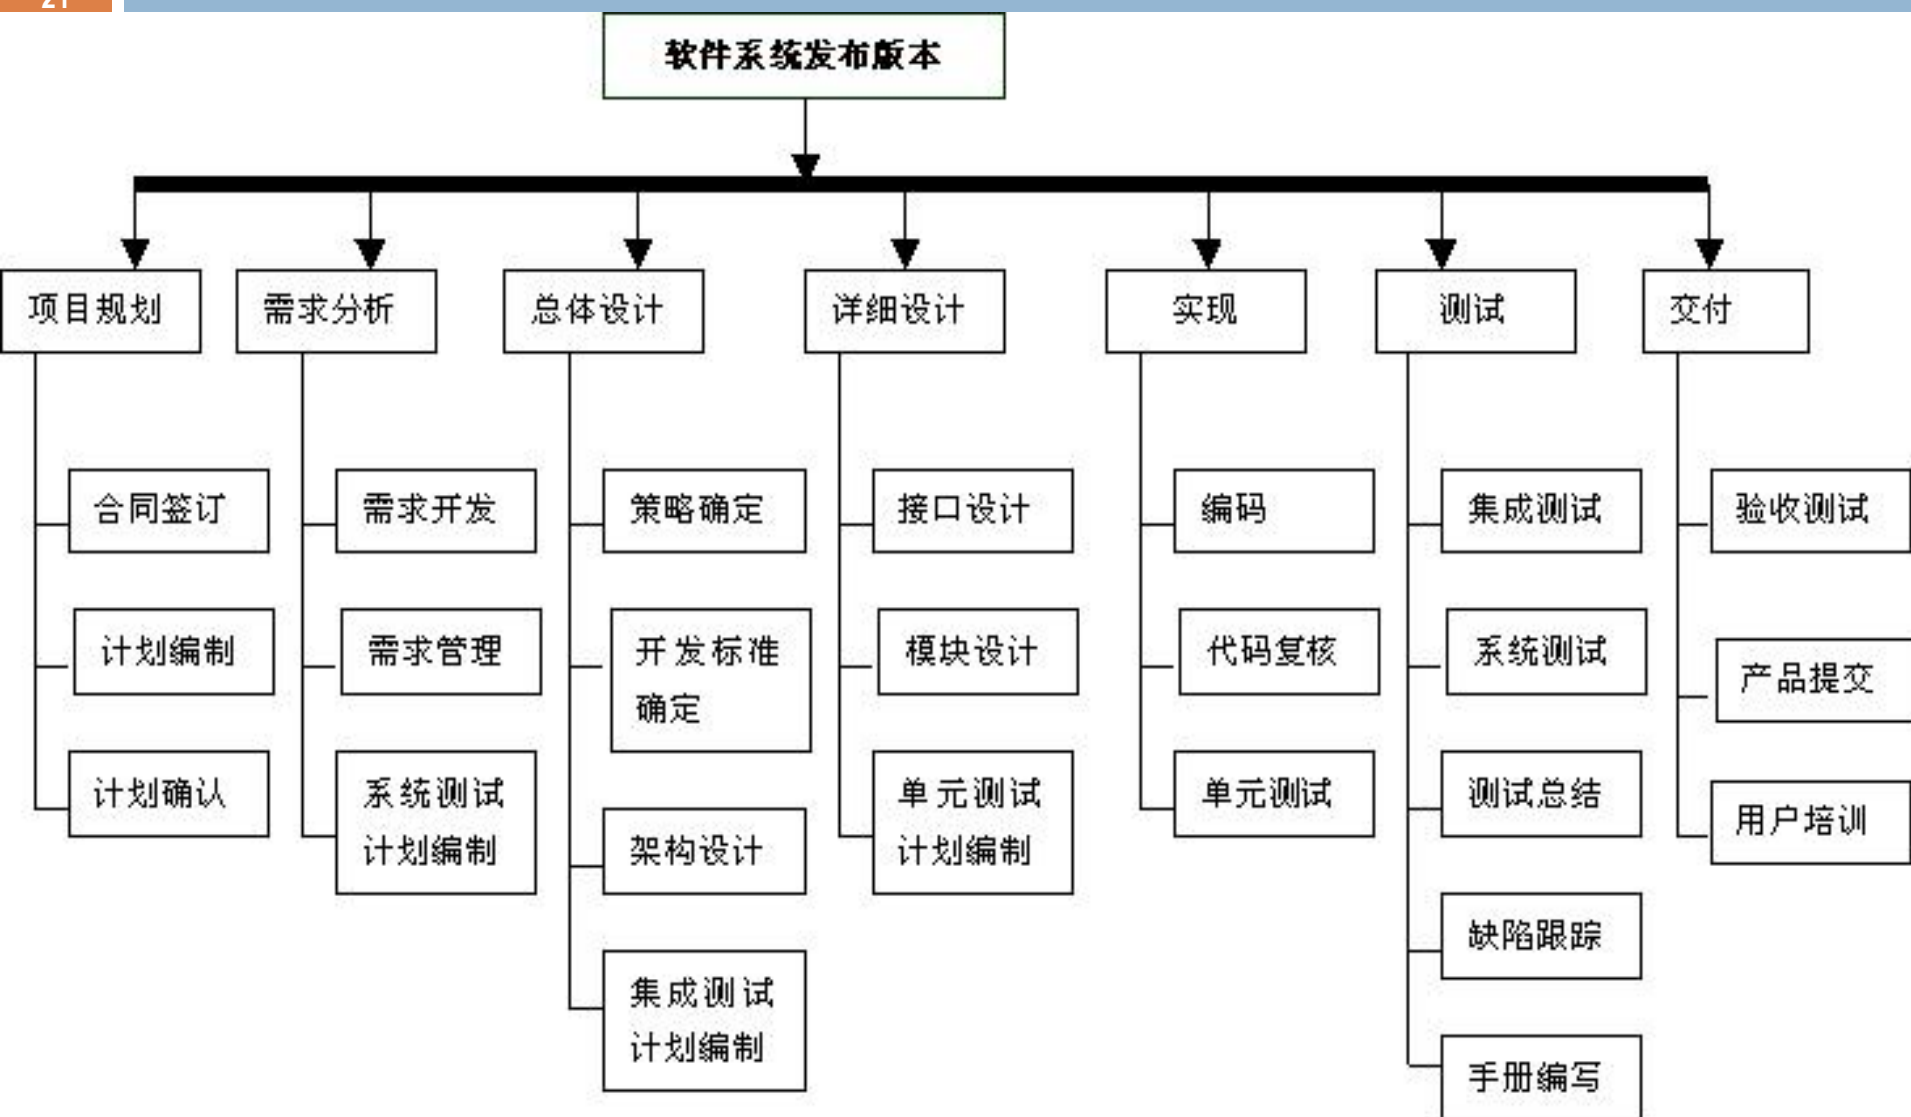 21
软件系统发布版本
项目规划
需求分析
总体设计
详细设计
实现
测试
交付
合同签订
需求开发
策略确定
接口设计
编码
集成测试
验收测试
计划编制
需求管理
开发标准
确定
模块设计
代码复核
系统测试
产品提交
计划确认
系统测试
计划编制
架构设计
单元测试
计划编制
单元测试
测试总结
用户培训
集成测试
计划编制
缺陷跟踪
手册编写